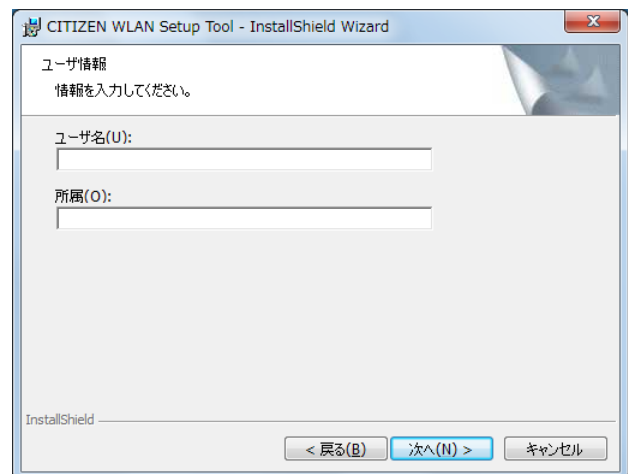 CITIZEN WLAN Setup Tool - InstallShield Wizard
x
ユーザ情報
情報を入力してください。
ユーザ名(U):
所属(O):
InstallShield
< 戻る(B)
次へ(N) >
キャンセル